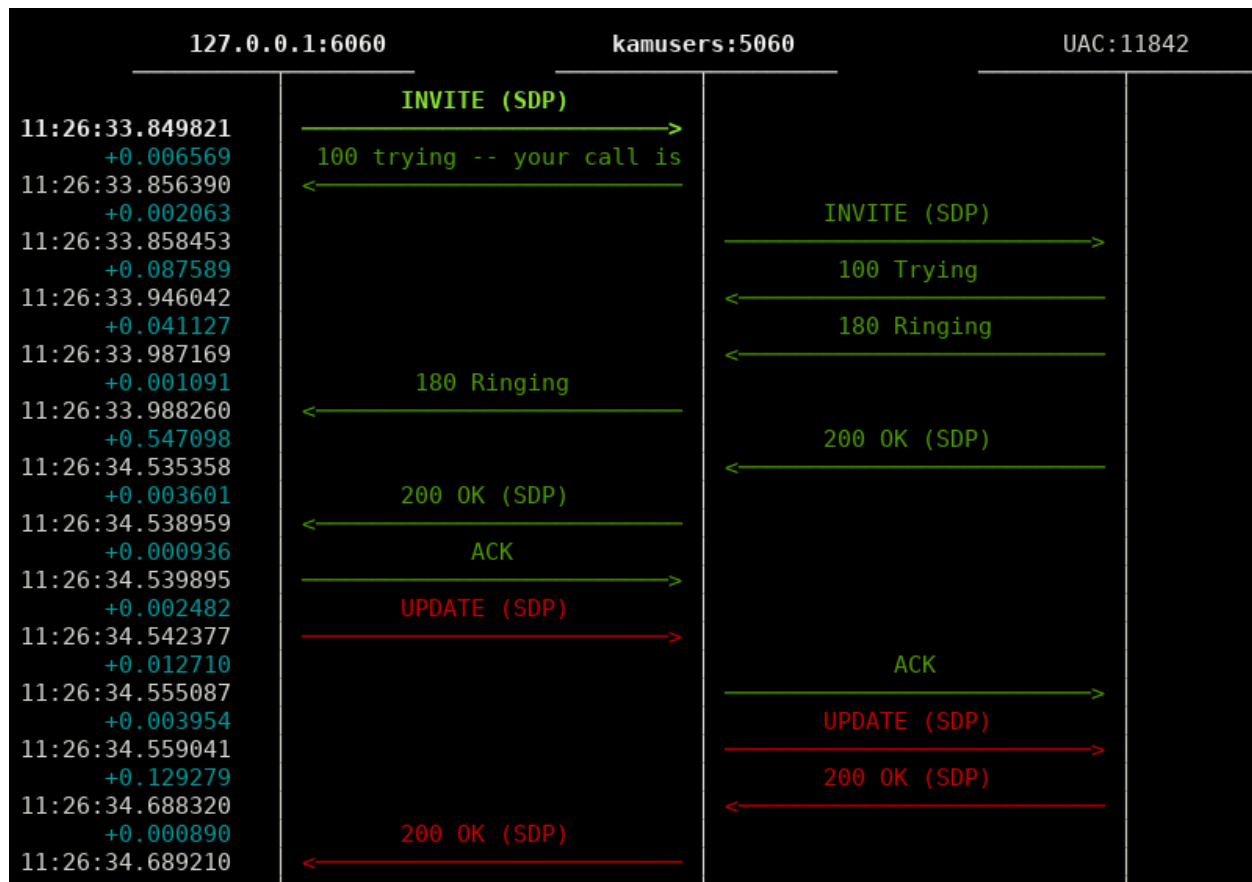 127.0.0.1:6060 kamusers:5060 UAC:11842
INVITE (SDP)
11:26:33.849821
+0.006569 100 trying -- your call is
11:26:33.856390
+0.002063 INVITE (SDP)
11:26:33.858453
+0.087589 100 Trying
11:26:33.946042
+0.041127 180 Ringing
11:26:33.987169
+0.001091 180 Ringing
11:26:33.988260
+0.547098 200 OK (SDP)
11:26:34.535358
+0.003601 200 OK (SDP)
11:26:34.538959
+0.000936 ACK
11:26:34.539895
+0.002482 UPDATE (SDP)
11:26:34.542377
+0.012710 ACK
11:26:34.555087
+0.003954 UPDATE (SDP)
11:26:34.559041
+0.129279 200 OK (SDP)
11:26:34.688320
+0.000890 200 OK (SDP)
11:26:34.689210